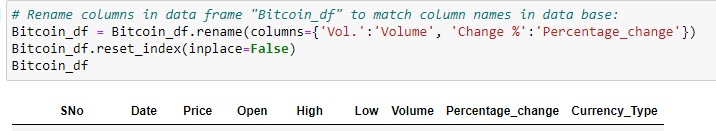 # Rename columns in data frame "Bitcoin_df" to match column names in data base:
Bitcoin_df = Bitcoin_df.rename(columns={'Vol.':'Volume', 'Change %':'Percentage_change'})
Bitcoin_df.reset_index(inplace=False)
Bitcoin_df
SNo Date Price Open High Low Volume Percentage_change Currency_Type